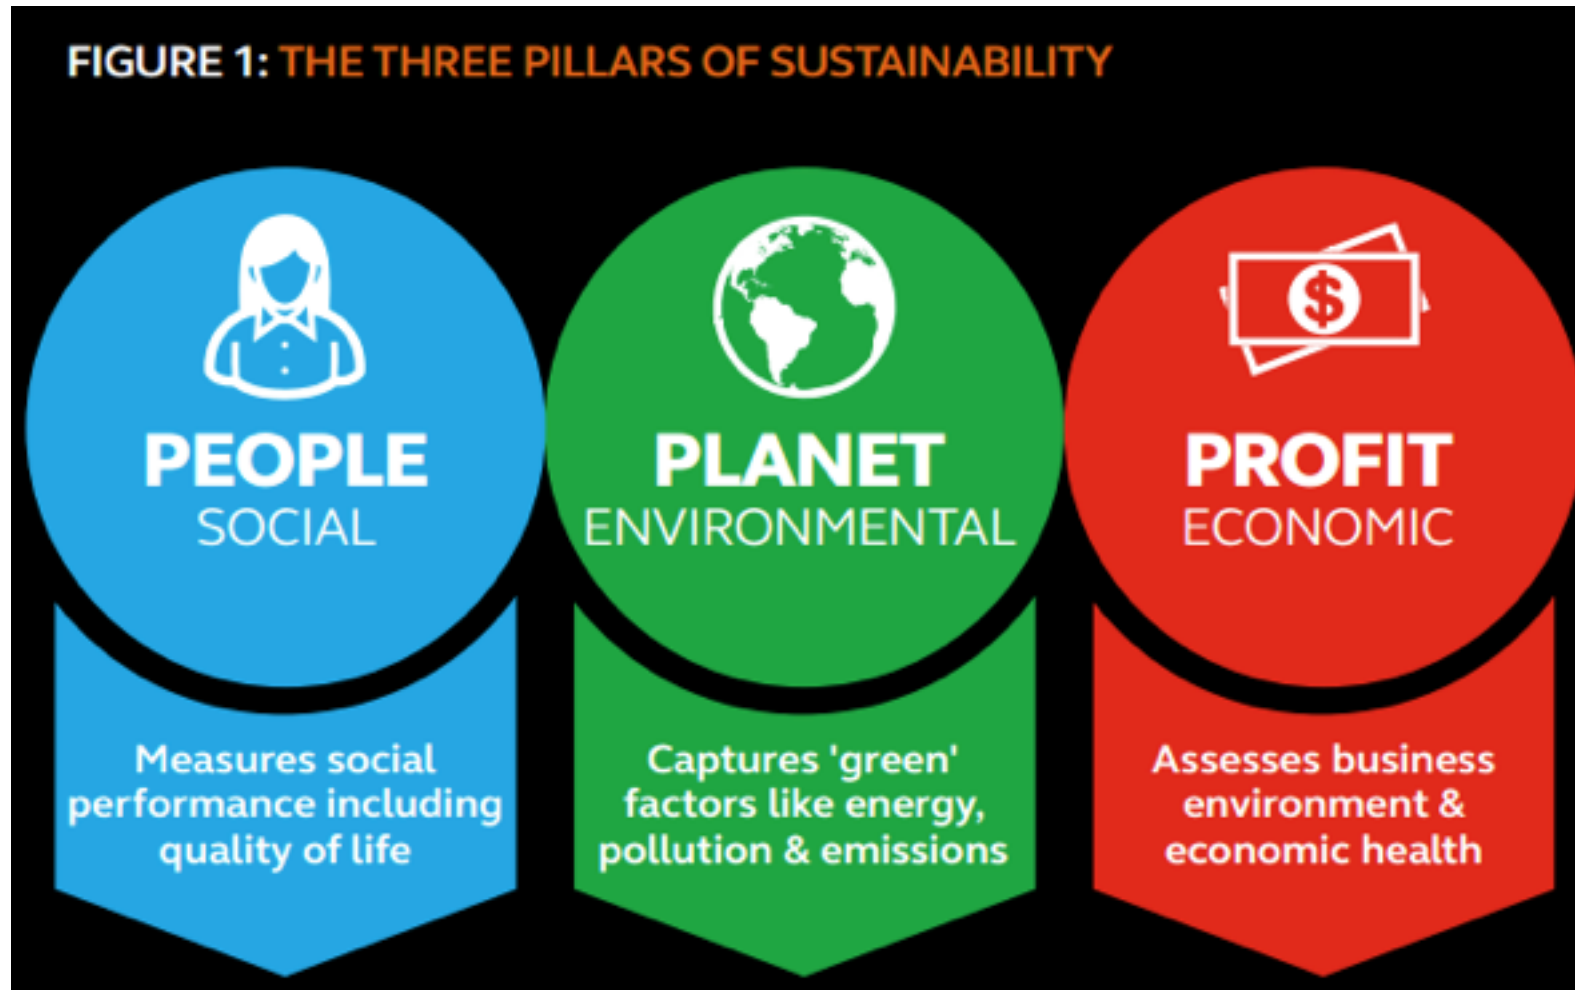 FIGURE 1: THE THREE PILLARS OF SUSTAINABILITY
PEOPLE
SOCIAL
Measures social
performance including
quality of life
PLANET
ENVIRONMENTAL
Captures 'green'
factors like energy,
pollution & emissions
$
PROFIT
ECONOMIC
Assesses business
environment &
economic health